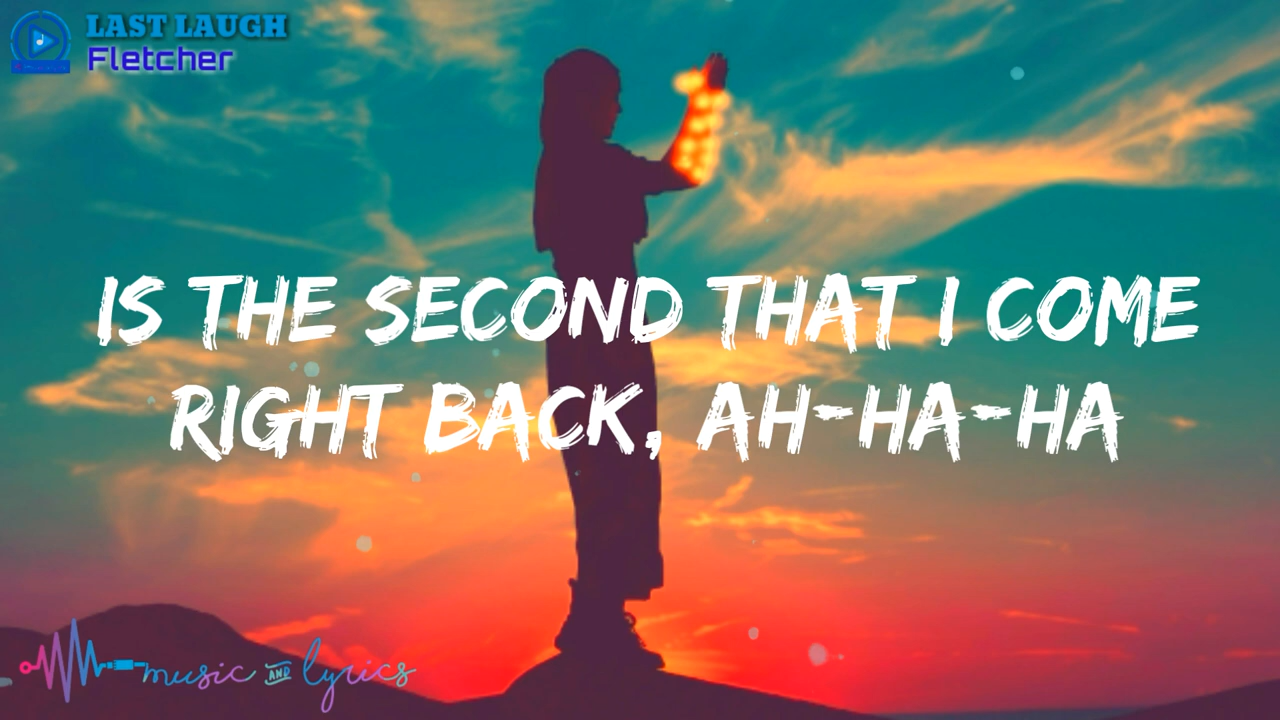 LAST LAUGH
Fletcher
IS THE SECOND THAT I COME
RIGHT BACK, AH-HA-HA
music AND lyrics